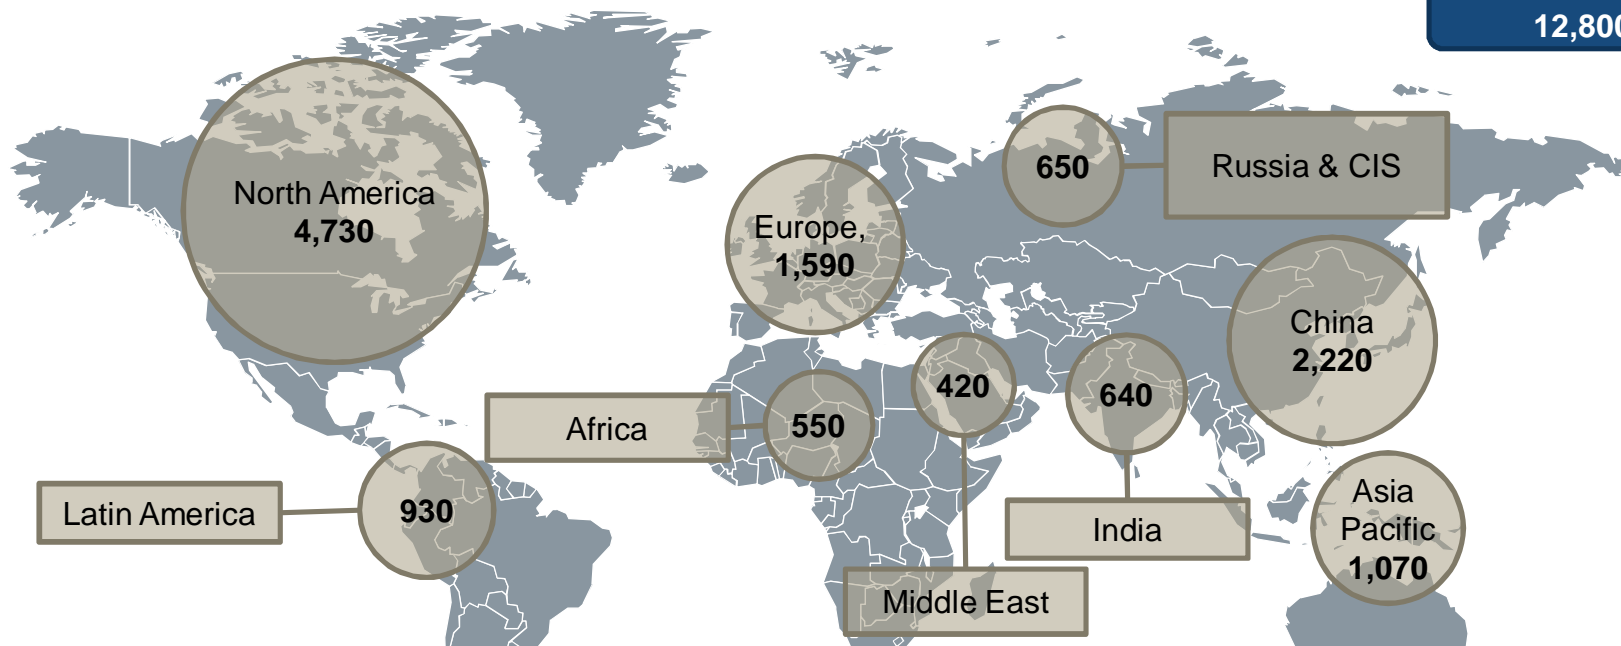 12,800
North America
4,730
650
Russia & CIS
Europe,
1,590
China
2,220
420
640
Africa
550
Latin America
930
India
Asia
Pacific
1,070
Middle East